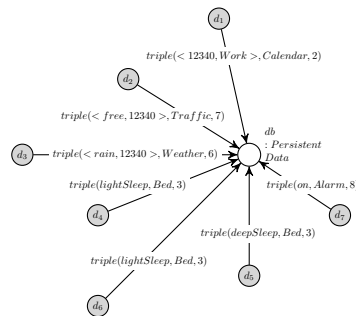 d1
triple(< 12340, Work >, Calendar, 2)
d2
triple(< free, 12340 >, Traffic, 7)
db
: Persistent
Data
d3
triple(< rain, 12340 >, Weather, 6)
triple(lightSleep, Bed, 3)
triple(on, Alarm, 8
d4
d7
triple(deepSleep, Bed, 3)
triple(lightSleep, Bed, 3)
d5
d6